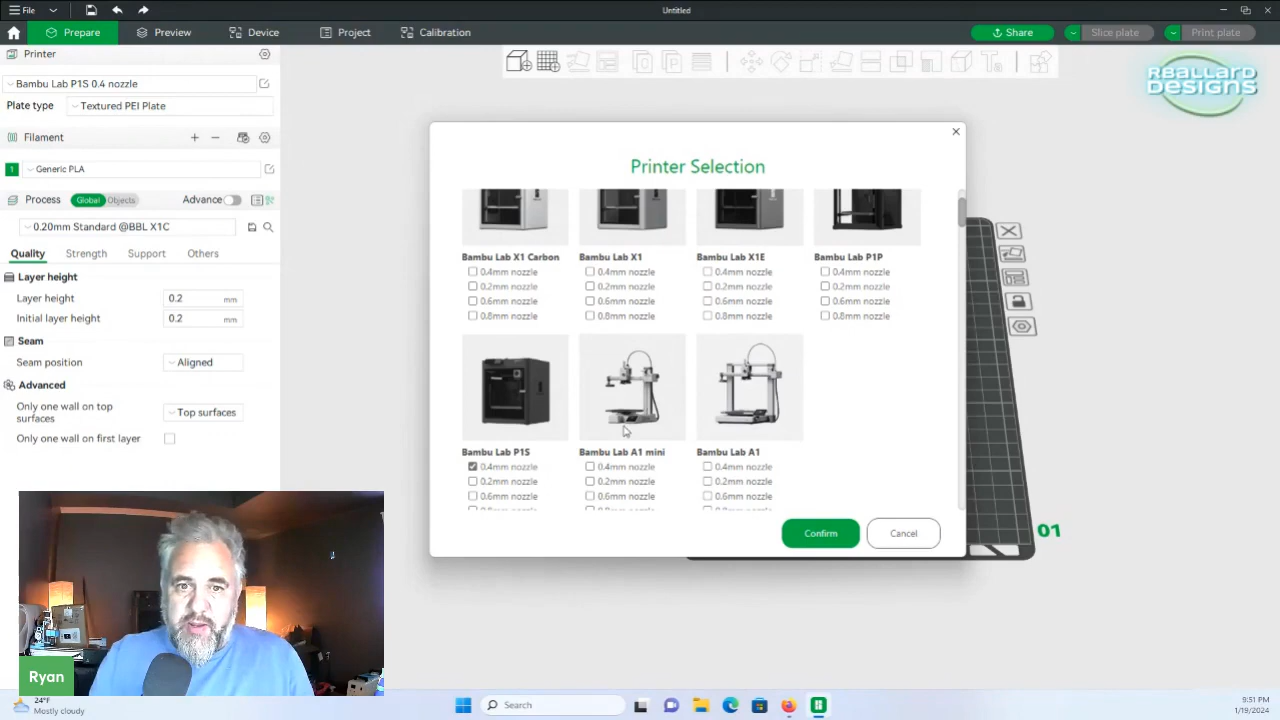 File
Untitled
Prepare Preview Device Project Calibration Share Slice plate Print plate
Printer
Bambu Lab P1S 0.4 nozzle
Plate type Textured PEI Plate
Filament
1 Generic PLA
Process Global Objects Advance
0.20mm Standard @BBL X1C
Quality Strength Support Others
Layer height
Layer height 0.2 mm
Initial layer height 0.2 mm
Seam
Seam position Aligned
Advanced
Only one wall on top
surfaces Top surfaces
Only one wall on first layer
RBALLARD
DESIGNS
Printer Selection
Bambu Lab X1 Carbon Bambu Lab X1 Bambu Lab X1E Bambu Lab P1P
0.4mm nozzle 0.4mm nozzle 0.4mm nozzle 0.4mm nozzle
0.2mm nozzle 0.2mm nozzle 0.2mm nozzle 0.2mm nozzle
0.6mm nozzle 0.6mm nozzle 0.6mm nozzle 0.6mm nozzle
0.8mm nozzle 0.8mm nozzle 0.8mm nozzle 0.8mm nozzle
Bambu Lab P1S Bambu Lab A1 mini Bambu Lab A1
0.4mm nozzle 0.4mm nozzle 0.4mm nozzle
0.2mm nozzle 0.2mm nozzle 0.2mm nozzle
0.6mm nozzle 0.6mm nozzle 0.6mm nozzle
Confirm Cancel
01
Ryan
24°F
Mostly cloudy
Search
9:51 PM
1/19/2024